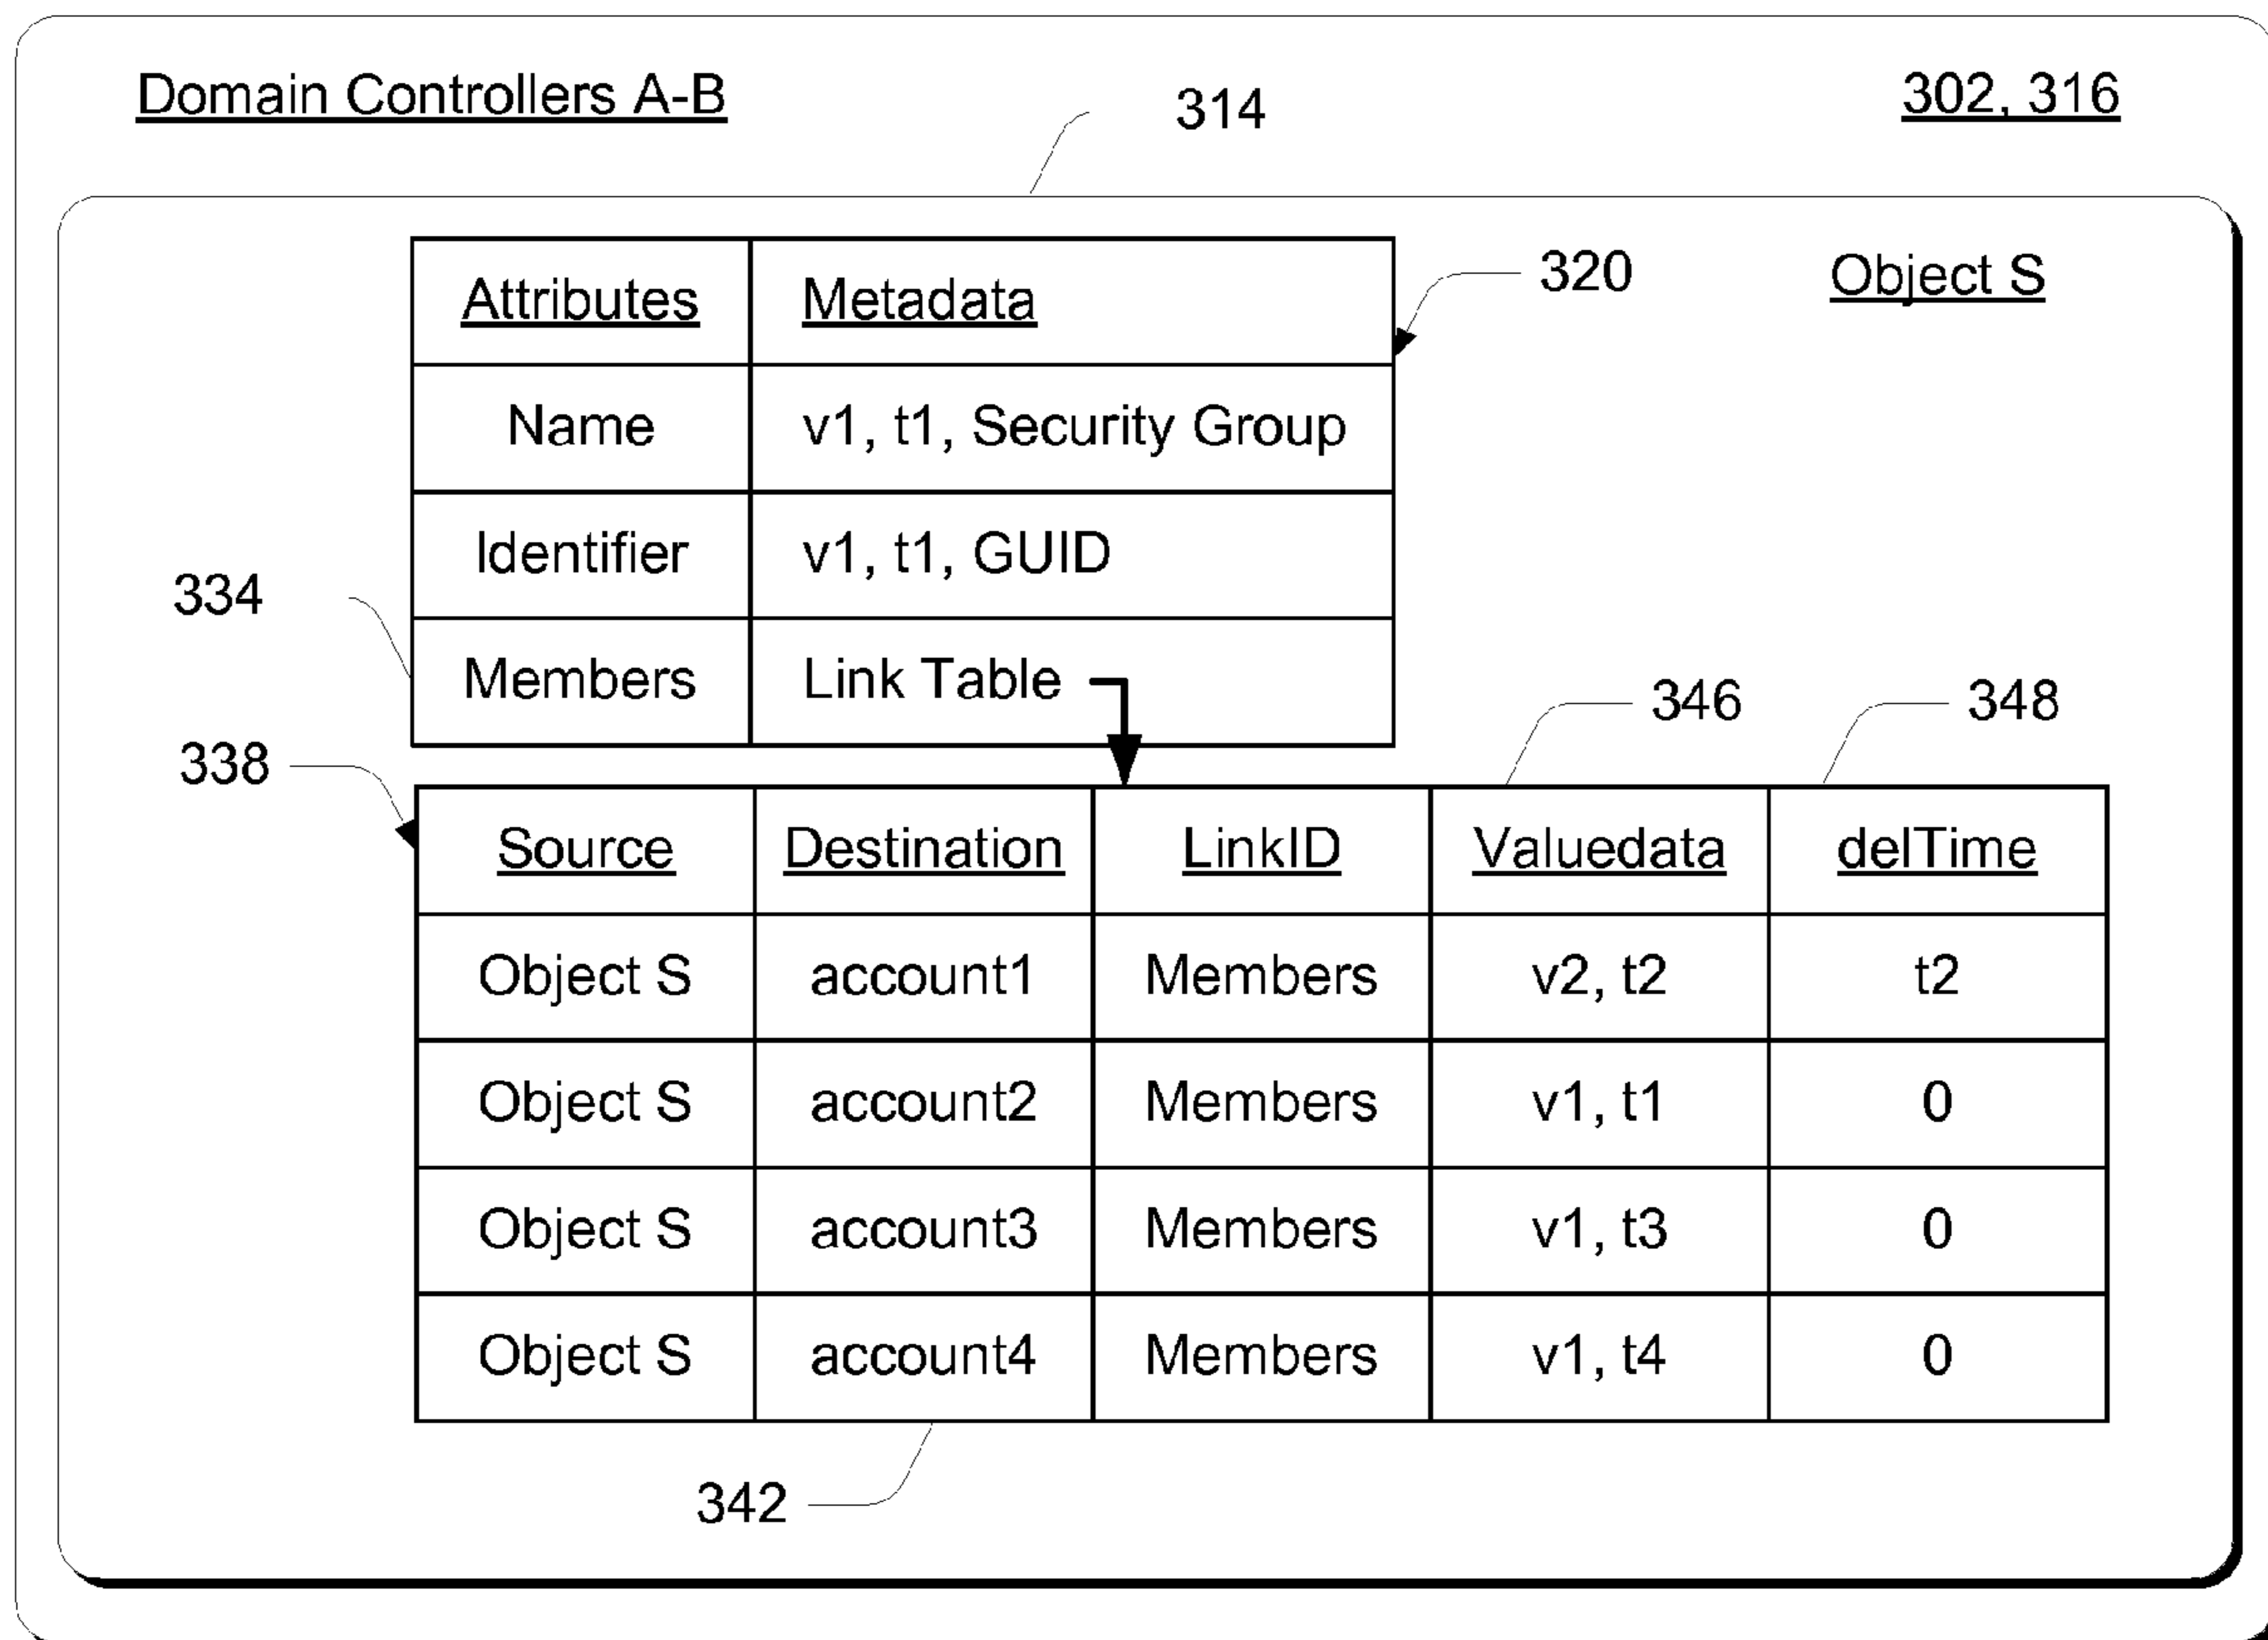 Domain Controllers A-B 314 302, 316
Attributes Metadata 320 Object S
Name v1, t1, Security Group
Identifier v1, t1, GUID
334
Members Link Table 346 348
338
Source Destination LinkID Valuedata delTime
Object S account1 Members v2, t2 t2
Object S account2 Members v1, t1 0
Object S account3 Members v1, t3 0
Object S account4 Members v1, t4 0
342